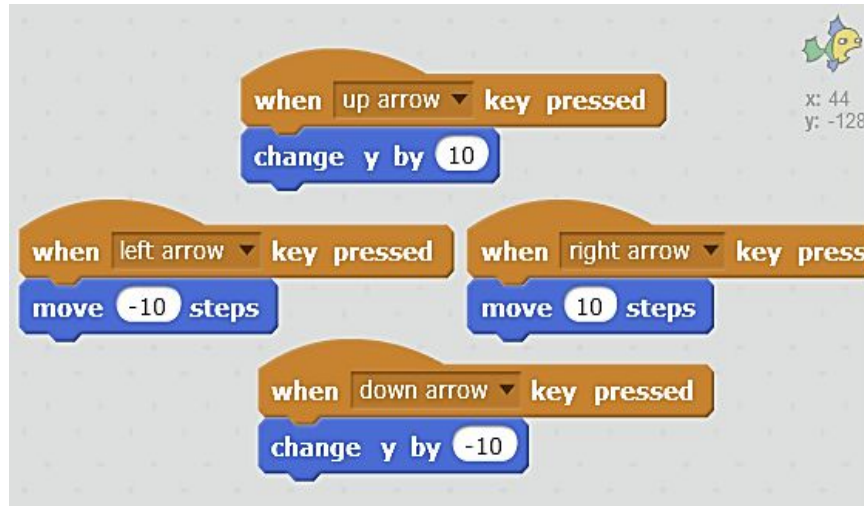 when up arrow key pressed
change y by 10
x: 44
y: -128
when left arrow key pressed
move -10 steps
when right arrow key press
move 10 steps
when down arrow key pressed
change y by -10